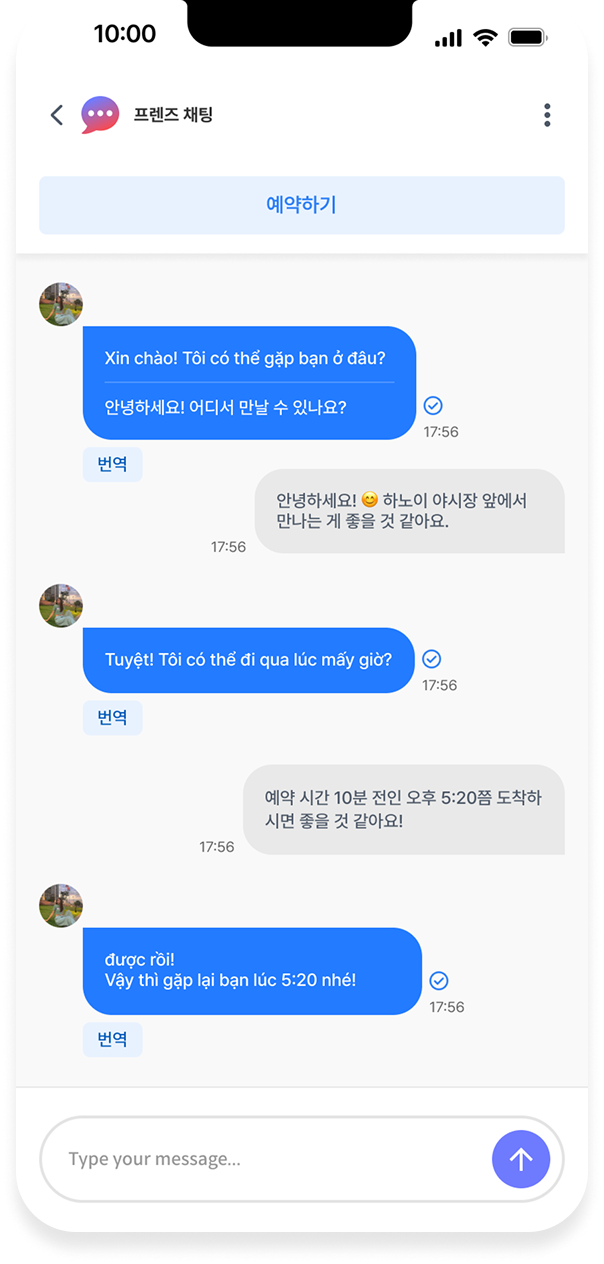 10:00
프렌즈 채팅
예약하기
Xin chào! Tôi có thể gặp bạn ở đâu?
안녕하세요! 어디서 만날 수 있나요?
17:56
번역
안녕하세요! 😊 하노이 야시장 앞에서
만나는 게 좋을 것 같아요.
17:56
Tuyệt! Tôi có thể đi qua lúc mấy giờ?
17:56
번역
예약 시간 10분 전인 오후 5:20쯤 도착하
시면 좋을 것 같아요!
17:56
được rồi!
Vậy thì gặp lại bạn lúc 5:20 nhé!
17:56
번역
Type your message...